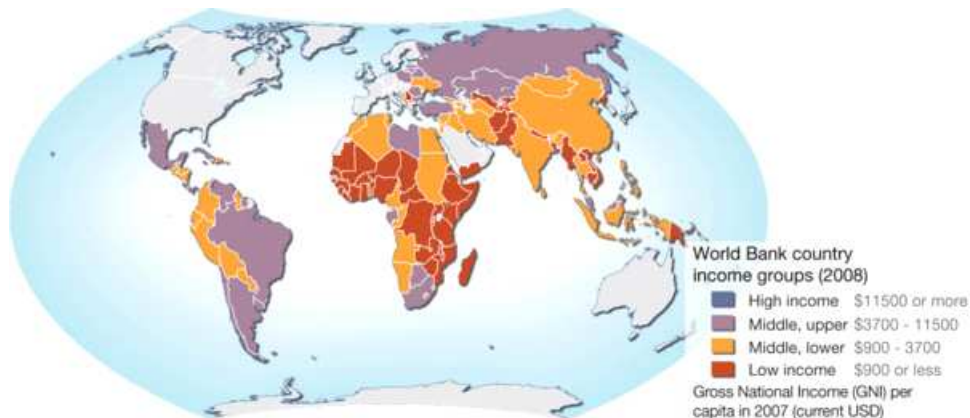 World Bank country
income groups (2008)
High income $11500 or more
Middle, upper $3700 - 11500
Middle, lower $900 - 3700
Low income $900 or less
Gross National Income (GNI) per
capita in 2007 (current USD)